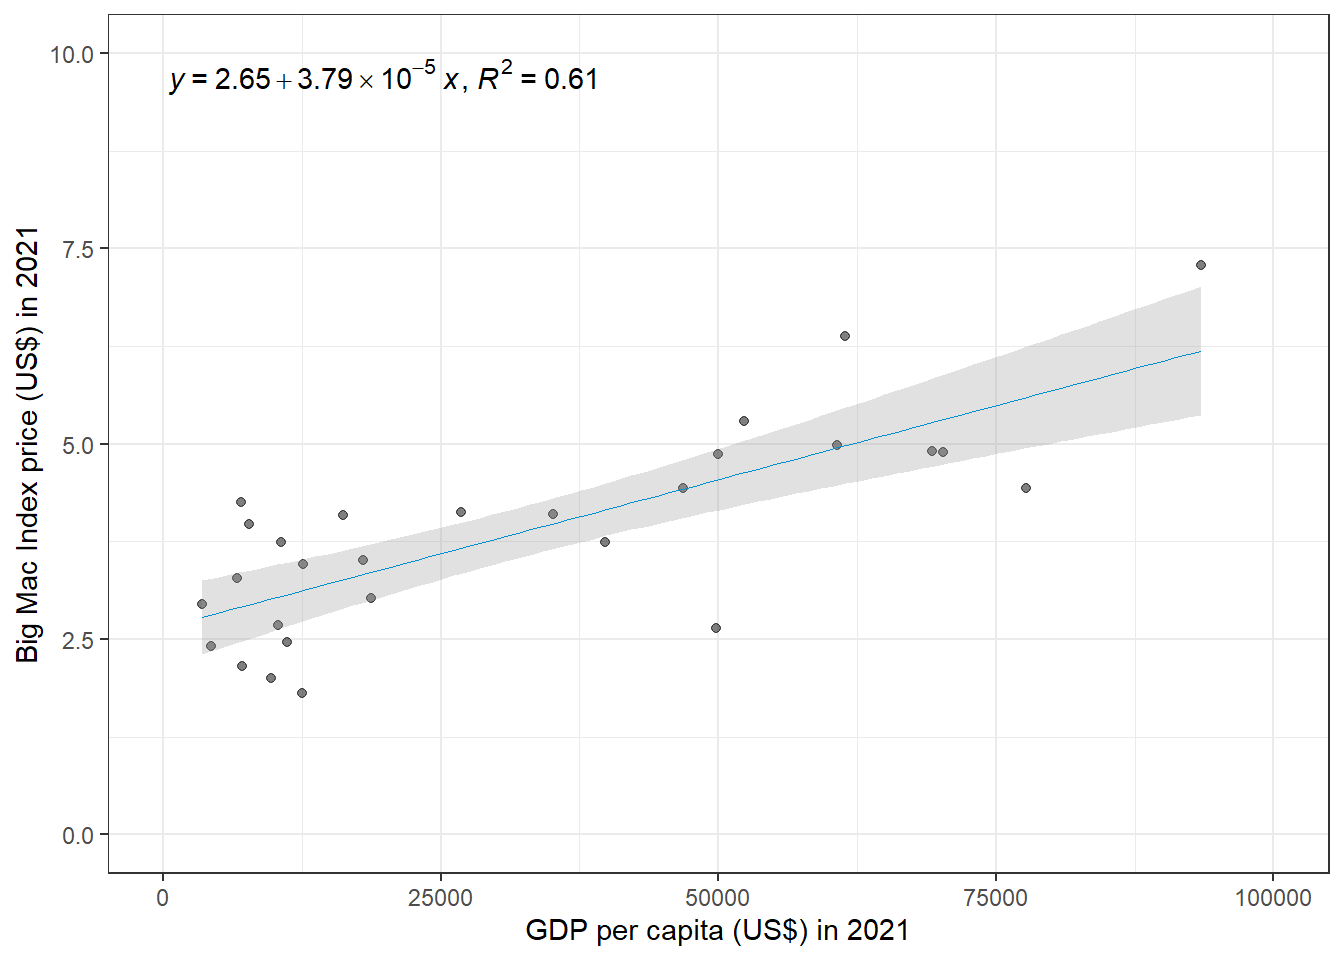 10.0
y = 2.65 + 3.79 × 10⁻⁵ x, R² = 0.61
7.5
5.0
2.5
0.0
Big Mac Index price (US$) in 2021
0 25000 50000 75000 100000
GDP per capita (US$) in 2021